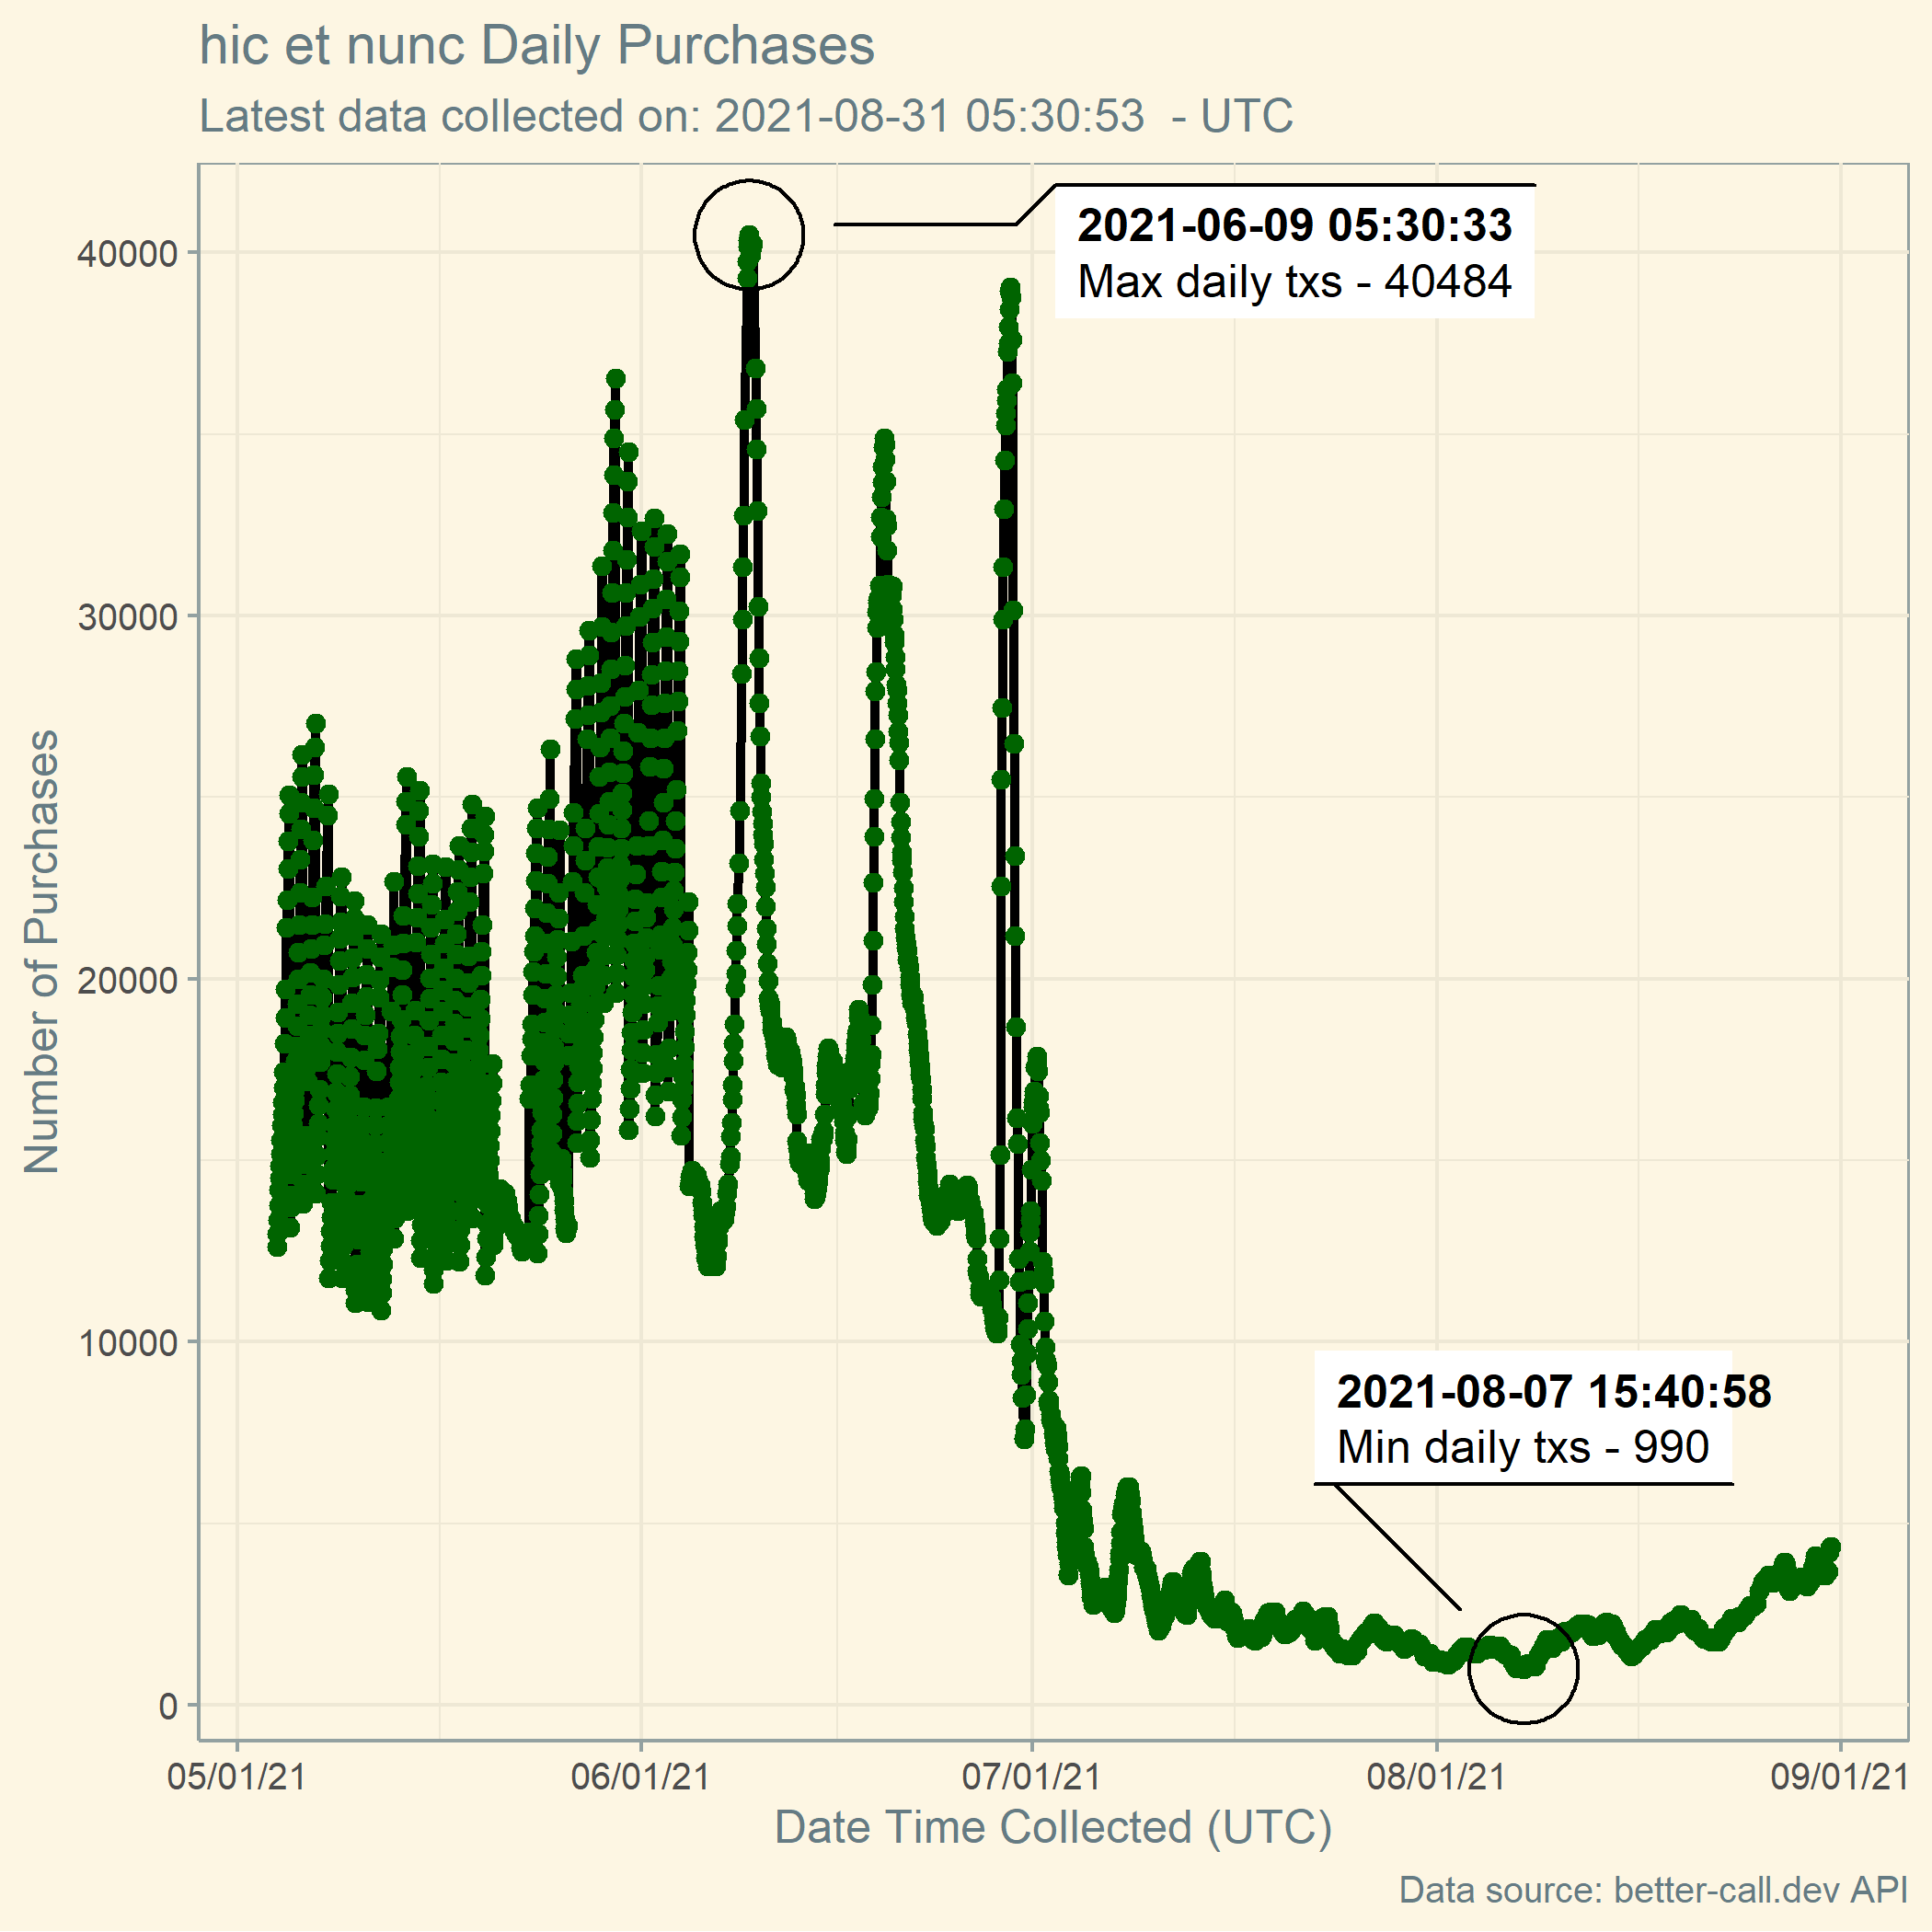 hic et nunc Daily Purchases
Latest data collected on: 2021-08-31 05:30:53  - UTC
2021-06-09 05:30:33
Max daily txs - 40484
40000
30000
20000
10000
0
Number of Purchases
2021-08-07 15:40:58
Min daily txs - 990
05/01/21 06/01/21 07/01/21 08/01/21 09/01/21
Date Time Collected (UTC)
Data source: better-call.dev API